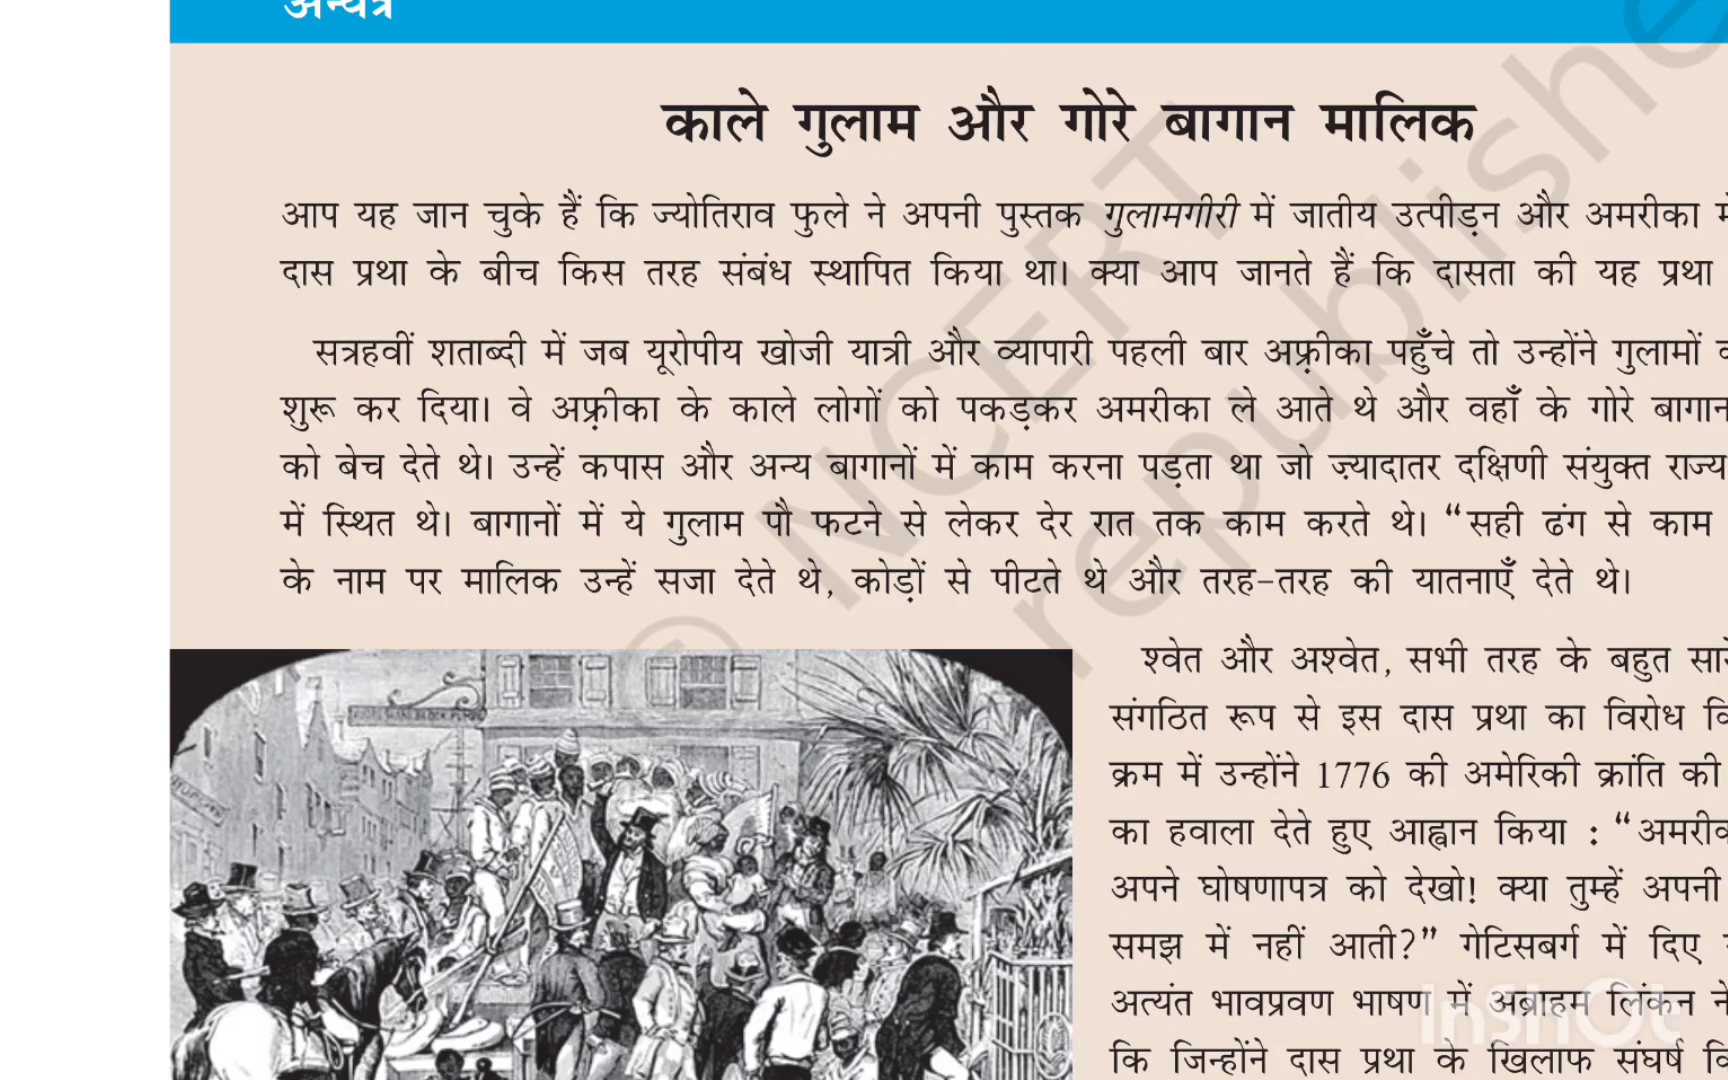 अन्यत्र
काले गुलाम और गोरे बागान मालिक
आप यह जान चुके हैं कि ज्योतिराव फुले ने अपनी पुस्तक गुलामगीरी में जातीय उत्पीड़न और अमरीका में
दास प्रथा के बीच किस तरह संबंध स्थापित किया था। क्या आप जानते हैं कि दासता की यह प्रथा
सत्रहवीं शताब्दी में जब यूरोपीय खोजी यात्री और व्यापारी पहली बार अफ़्रीका पहुँचे तो उन्होंने गुलामों
शुरू कर दिया। वे अफ़्रीका के काले लोगों को पकड़कर अमरीका ले आते थे और वहाँ के गोरे बागान
को बेच देते थे। उन्हें कपास और अन्य बागानों में काम करना पड़ता था जो ज़्यादातर दक्षिणी संयुक्त राज्य
में स्थित थे। बागानों में ये गुलाम पौ फटने से लेकर देर रात तक काम करते थे। “सही ढंग से काम
के नाम पर मालिक उन्हें सजा देते थे, कोड़ों से पीटते थे और तरह-तरह की यातनाएँ देते थे।
श्वेत और अश्वेत, सभी तरह के बहुत सारे
संगठित रूप से इस दास प्रथा का विरोध
क्रम में उन्होंने 1776 की अमेरिकी क्रांति की
का हवाला देते हुए आह्वान किया : “अमरीक
अपने घोषणापत्र को देखो! क्या तुम्हें अपनी
समझ में नहीं आती?” गेटिसबर्ग में दिए
अत्यंत भावप्रवण भाषण में अब्राहम लिंकन ने
कि जिन्होंने दास प्रथा के खिलाफ संघर्ष
© NCERT
republishe
InShOt